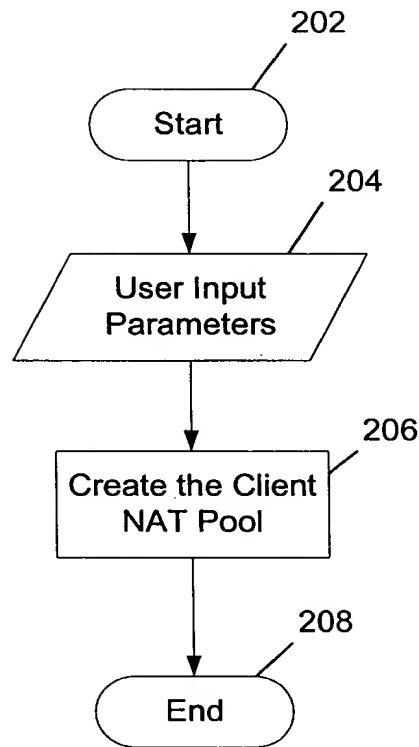 202
Start
204
User Input
Parameters
206
Create the Client
NAT Pool
208
End